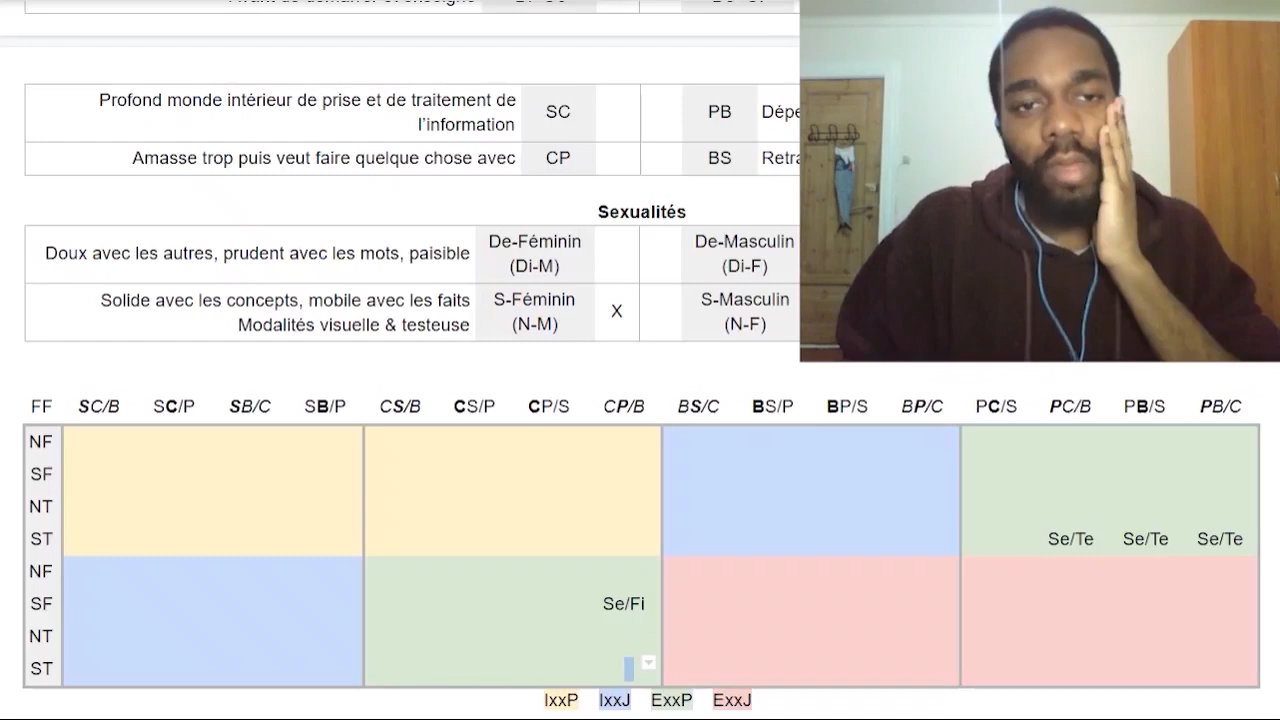 Profond monde intérieur de prise et de traitement de SC PB
l'information
Amasse trop puis veut faire quelque chose avec CP BS
Sexualités
Doux avec les autres, prudent avec les mots, paisible De-Féminin De-Masculin
(Di-M) (Di-F)
Solide avec les concepts, mobile avec les faits S-Féminin X S-Masculin
Modalités visuelle & testeuse (N-M) (N-F)
FF SC/B SC/P SB/C SB/P CS/B CS/P CP/S CP/B BS/C BS/P BP/S BP/C PC/S PC/B PB/S PB/C
NF
SF
NT
ST Se/Te Se/Te Se/Te
NF
SF Se/Fi
NT
ST
IxxP IxxJ ExxP ExxJ